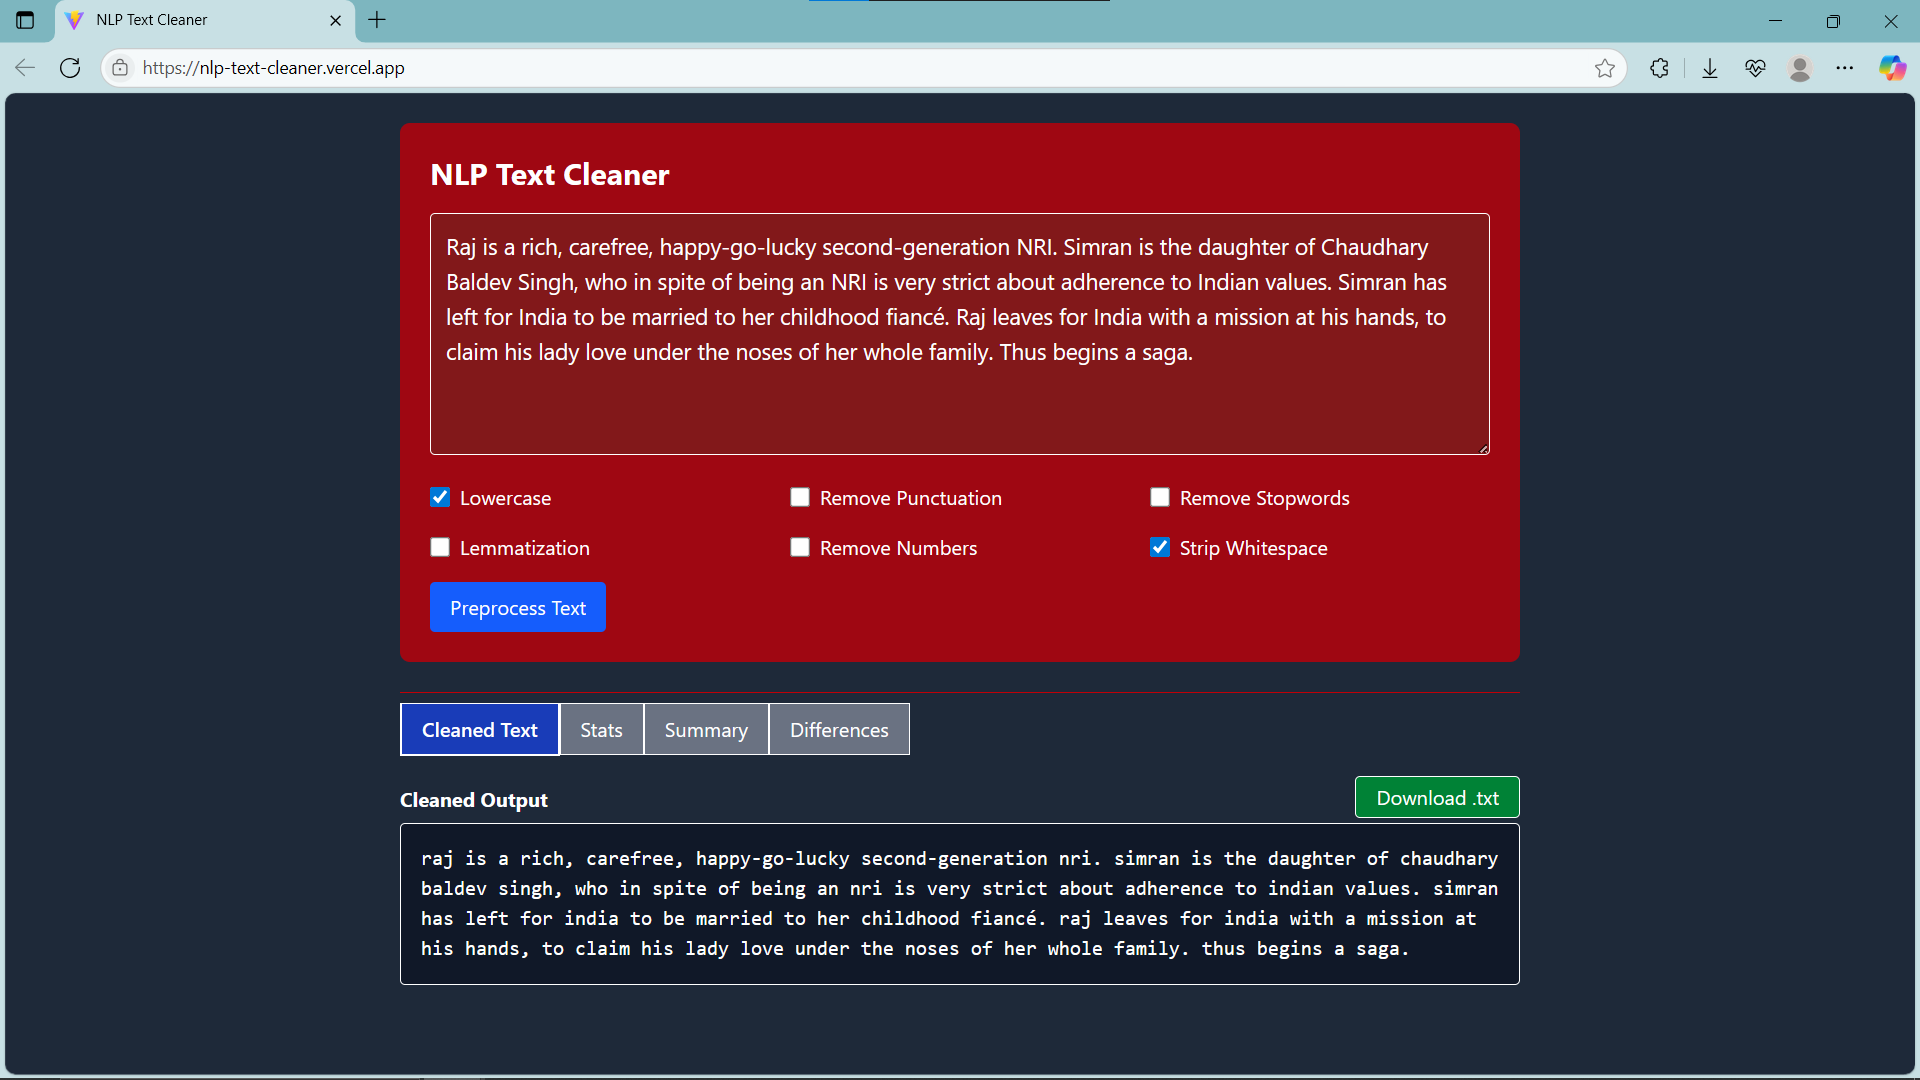 NLP Text Cleaner
https://nlp-text-cleaner.vercel.app
NLP Text Cleaner
Raj is a rich, carefree, happy-go-lucky second-generation NRI. Simran is the daughter of Chaudhary
Baldev Singh, who in spite of being an NRI is very strict about adherence to Indian values. Simran has
left for India to be married to her childhood fiancé. Raj leaves for India with a mission at his hands, to
claim his lady love under the noses of her whole family. Thus begins a saga.
Lowercase Remove Punctuation Remove Stopwords
Lemmatization Remove Numbers Strip Whitespace
Preprocess Text
Cleaned Text Stats Summary Differences
Cleaned Output Download .txt
raj is a rich, carefree, happy-go-lucky second-generation nri. simran is the daughter of chaudhary
baldev singh, who in spite of being an nri is very strict about adherence to indian values. simran
has left for india to be married to her childhood fiancé. raj leaves for india with a mission at
his hands, to claim his lady love under the noses of her whole family. thus begins a saga.